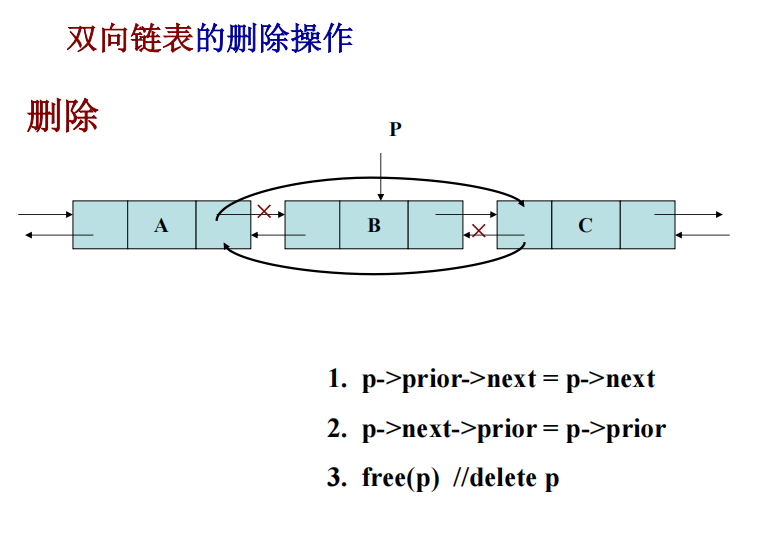 双向链表的删除操作
删除
P
A B C
1. p->prior->next = p->next
2. p->next->prior = p->prior
3. free(p) //delete p